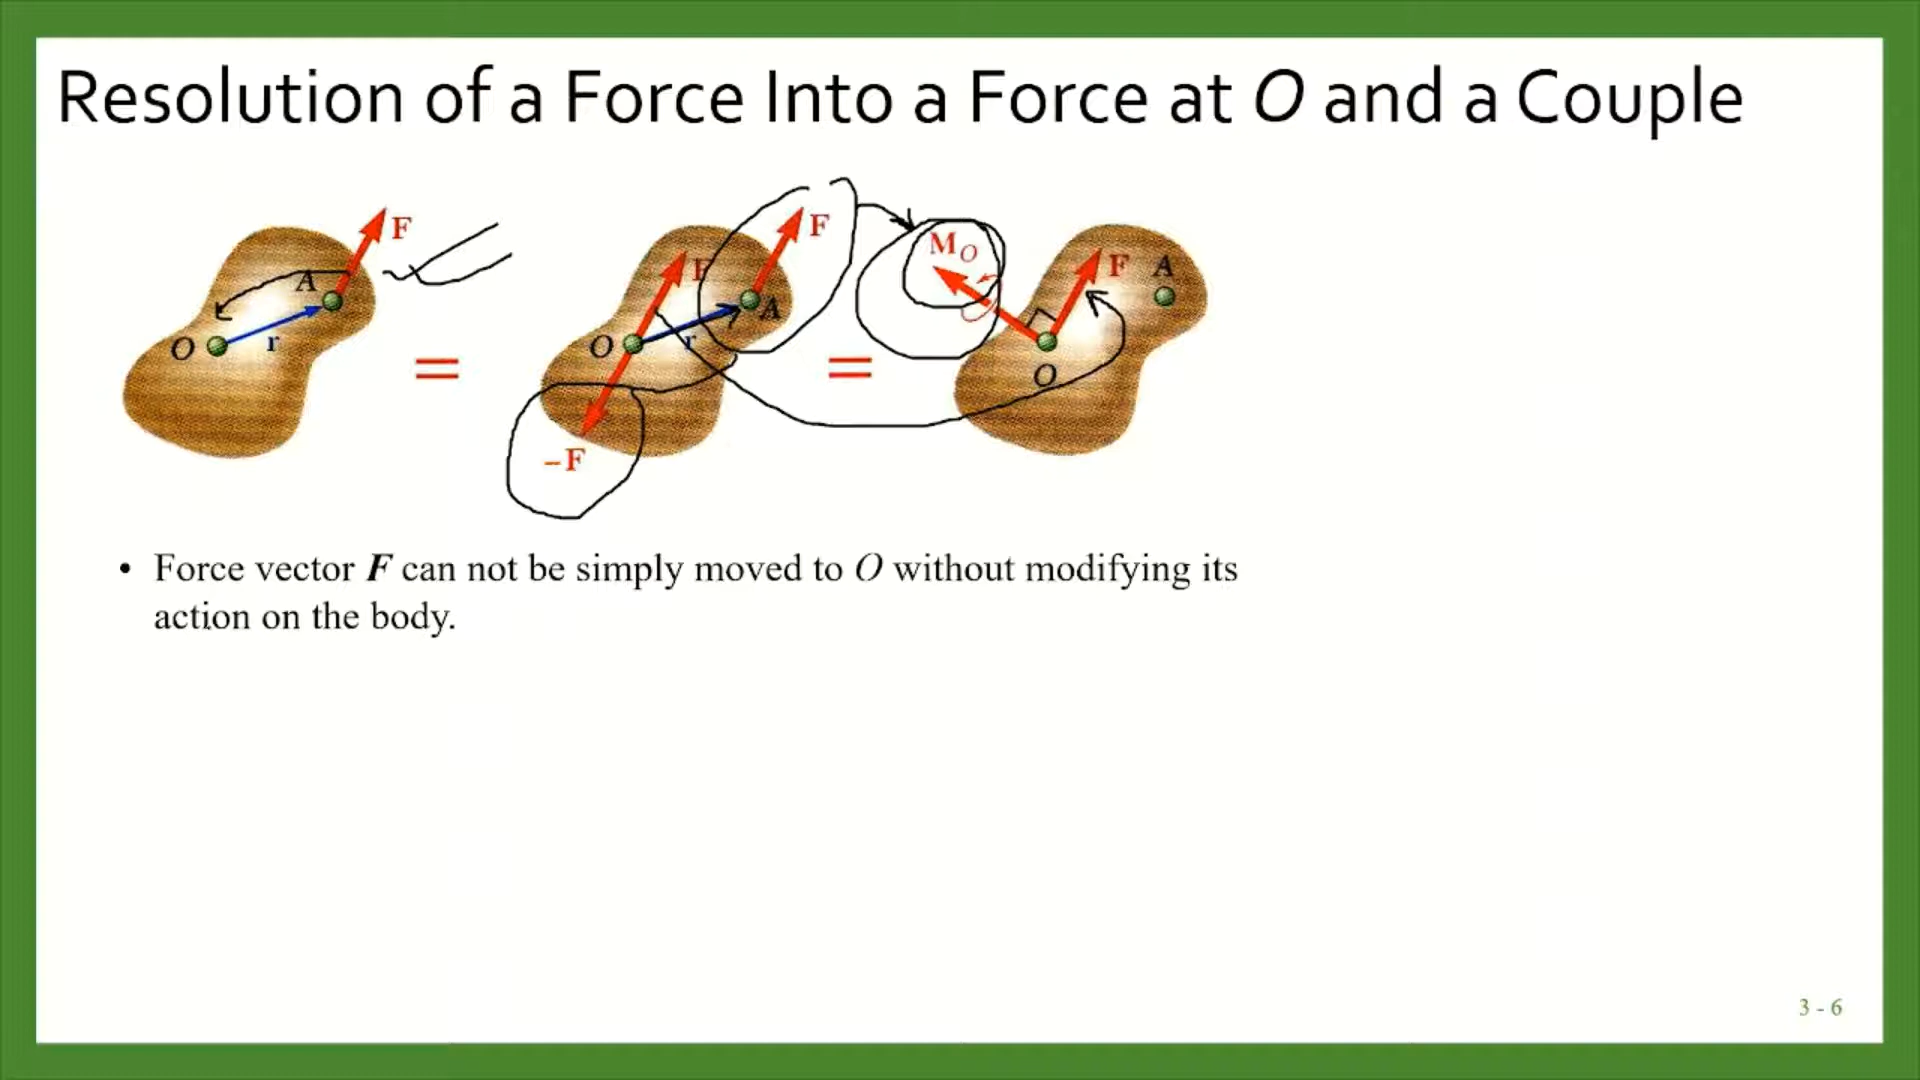 Resolution of a Force Into a Force at O and a Couple
F
A
O
r
=
F
F
A
O
r
–F
=
M_O
F
A
O
• Force vector F can not be simply moved to O without modifying its
action on the body.
3 - 6